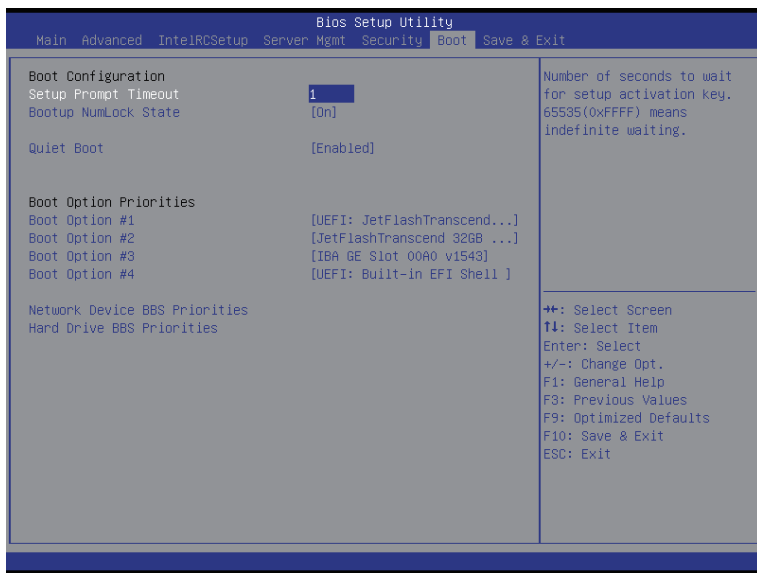 Bios Setup Utility
Main Advanced IntelRCSetup Server Mgmt Security Boot Save & Exit
Boot Configuration
Setup Prompt Timeout 1
Bootup NumLock State [On]
Quiet Boot [Enabled]
Boot Option Priorities
Boot Option #1 [UEFI: JetFlashTranscend...]
Boot Option #2 [JetFlashTranscend 32GB ...]
Boot Option #3 [IBA GE Slot 00A0 v1543]
Boot Option #4 [UEFI: Built-in EFI Shell ]
Network Device BBS Priorities
Hard Drive BBS Priorities
Number of seconds to wait
for setup activation key.
65535(0xFFFF) means
indefinite waiting.
→←: Select Screen
↑↓: Select Item
Enter: Select
+/-: Change Opt.
F1: General Help
F3: Previous Values
F9: Optimized Defaults
F10: Save & Exit
ESC: Exit